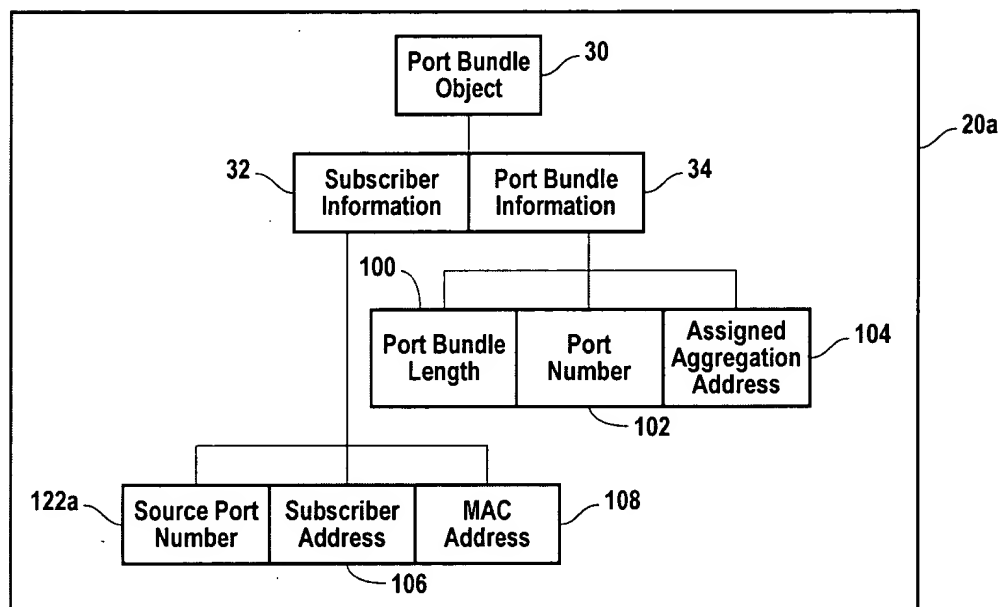 Port Bundle
Object
30
20a
32
Subscriber
Information
Port Bundle
Information
34
100
Port Bundle
Length
Port
Number
Assigned
Aggregation
Address
104
102
122a
Source Port
Number
Subscriber
Address
MAC
Address
108
106